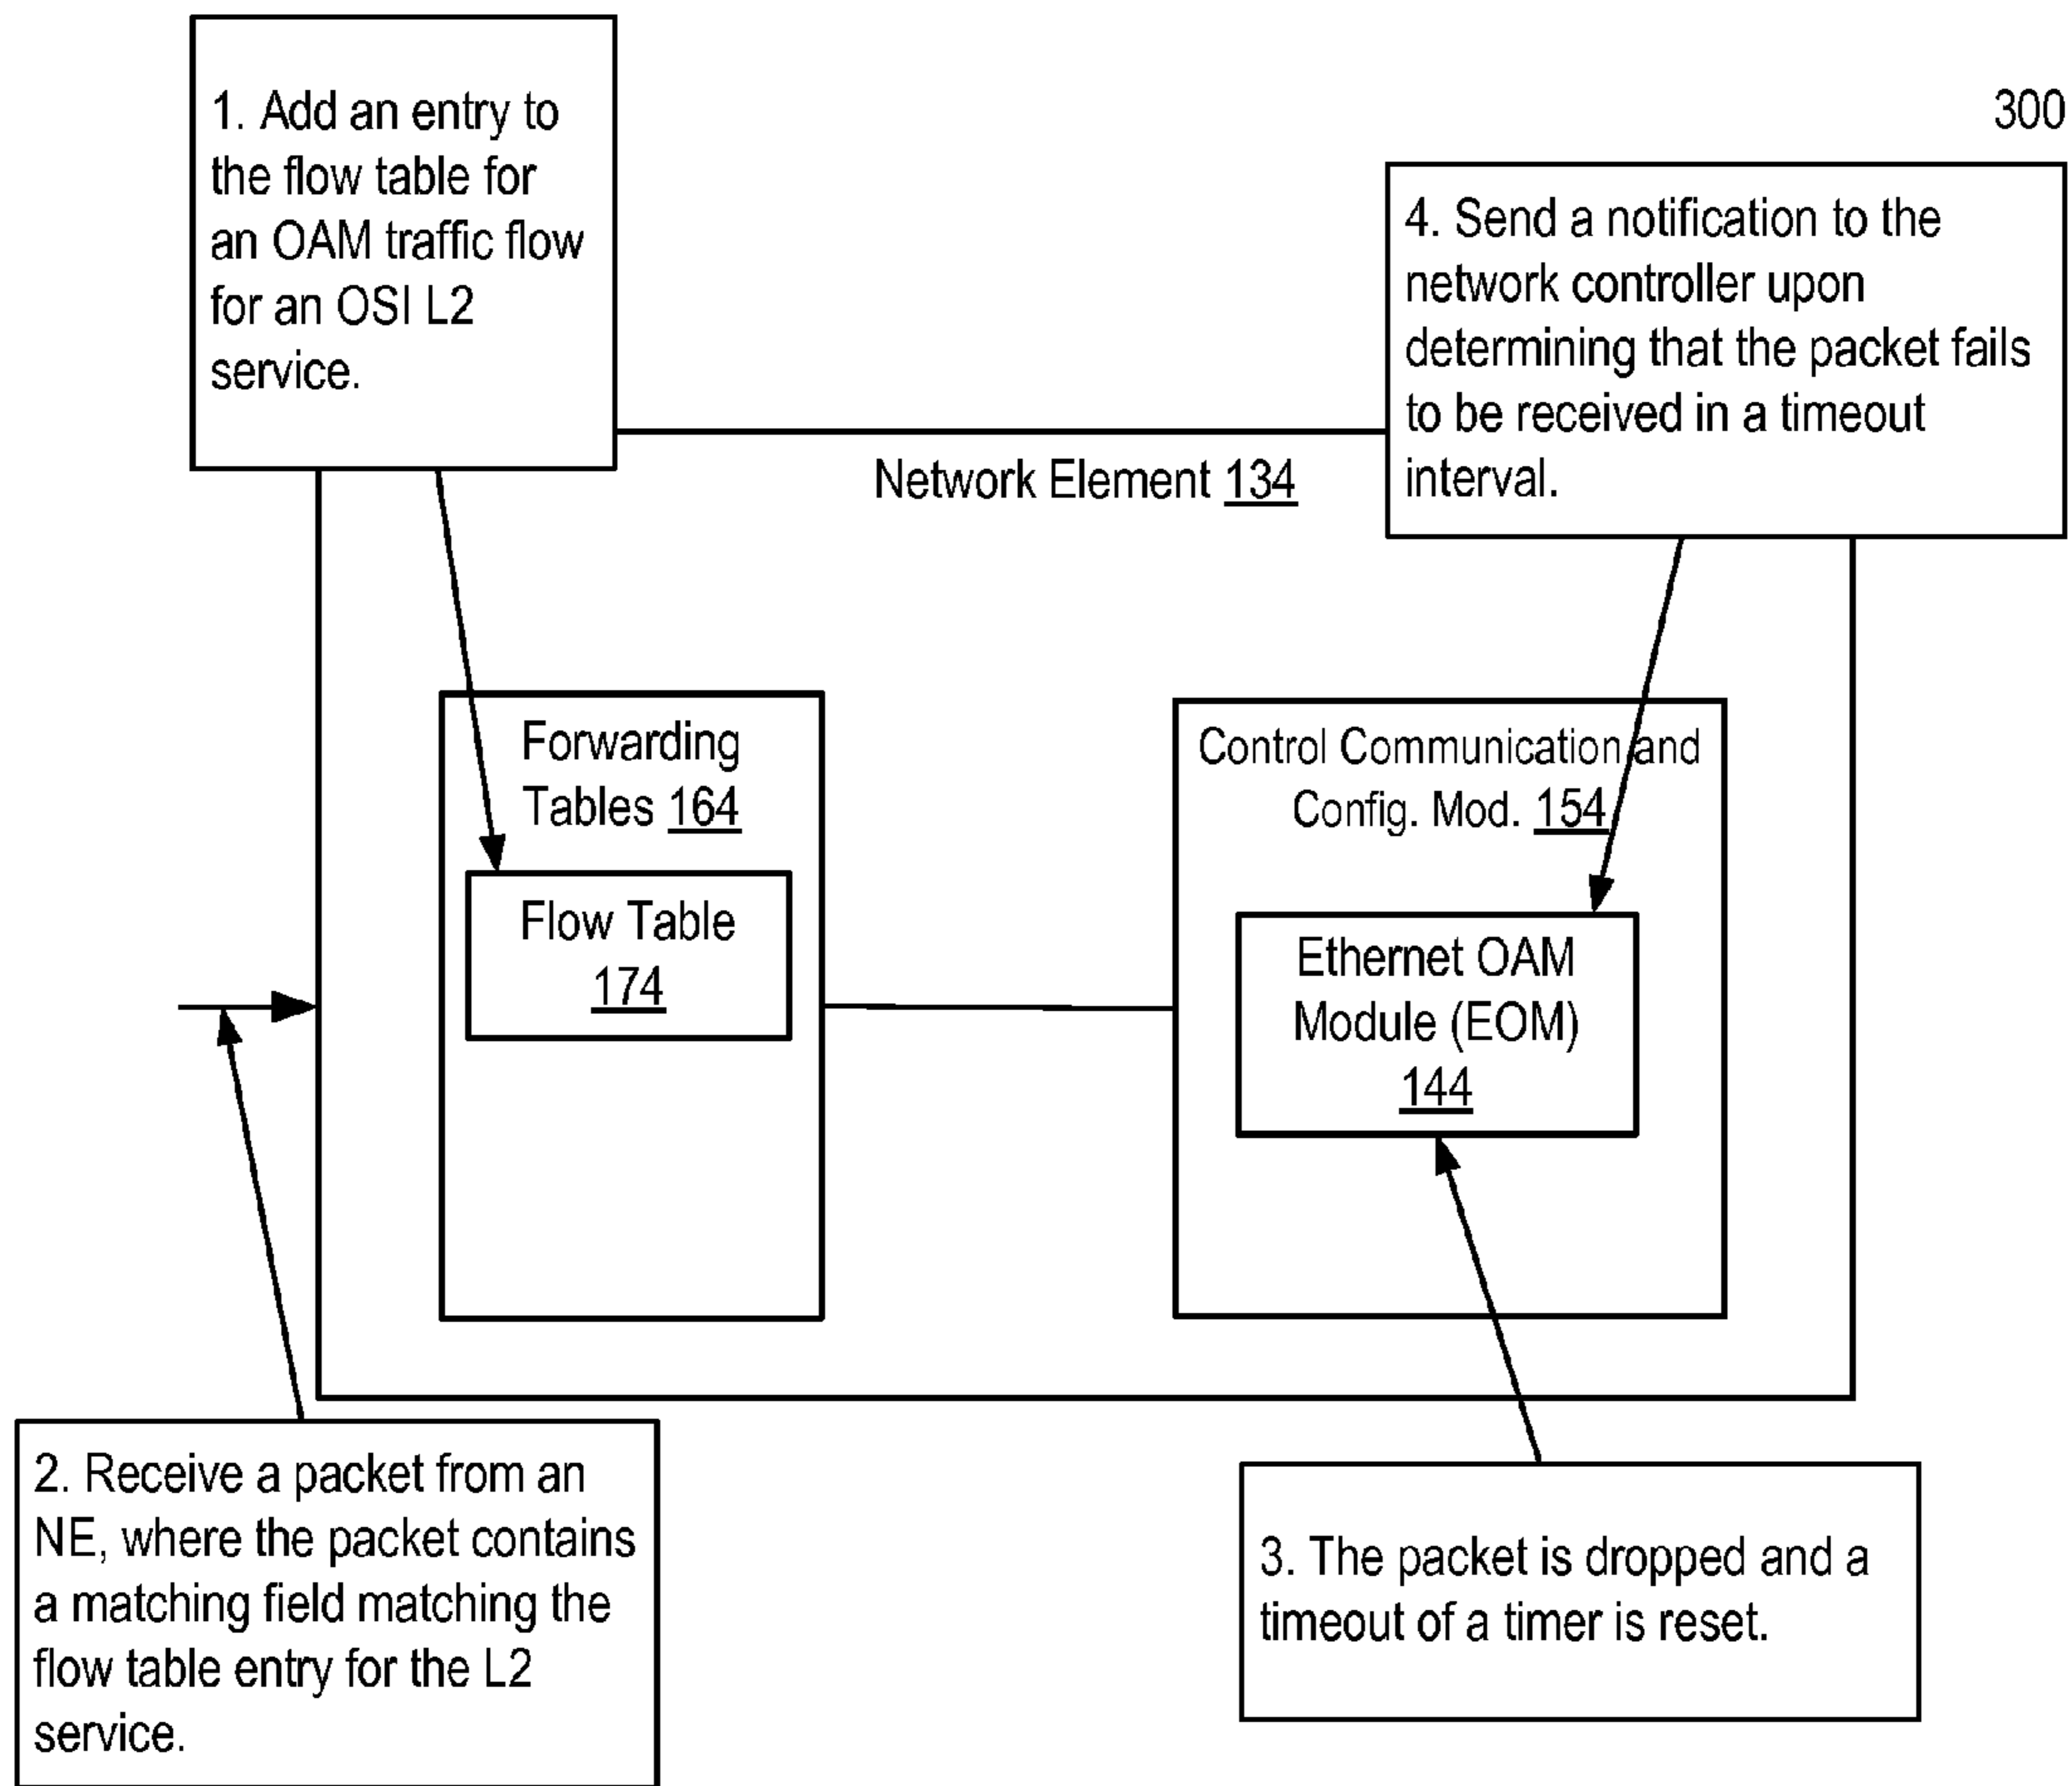 1. Add an entry to
the flow table for
an OAM traffic flow
for an OSI L2
service.
300
4. Send a notification to the
network controller upon
determining that the packet fails
to be received in a timeout
interval.
Network Element 134
Forwarding
Tables 164
Flow Table
174
Control Communication and
Config. Mod. 154
Ethernet OAM
Module (EOM)
144
2. Receive a packet from an
NE, where the packet contains
a matching field matching the
flow table entry for the L2
service.
3. The packet is dropped and a
timeout of a timer is reset.